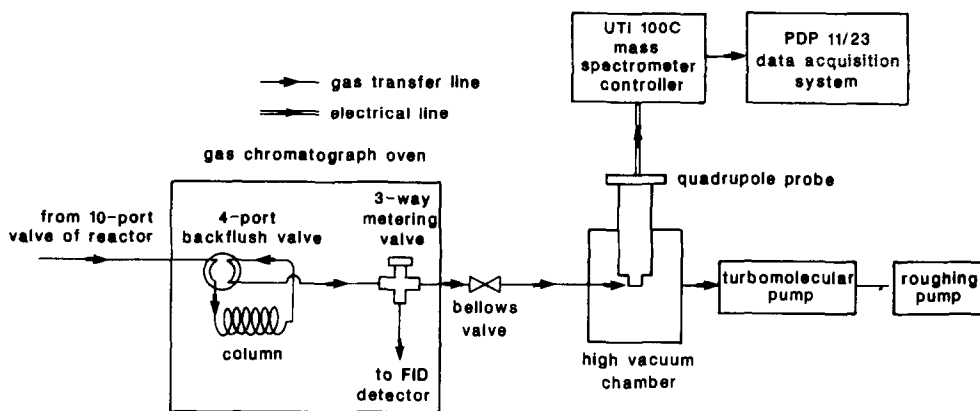 UTI 100C
mass
spectrometer
controller
PDP 11/23
data acquisition
system
gas transfer line
electrical line
gas chromatograph oven
quadrupole probe
from 10-port
valve of reactor
4-port
backflush valve
3-way
metering
valve
column
to FID
detector
bellows
valve
high vacuum
chamber
turbomolecular
pump
roughing
pump